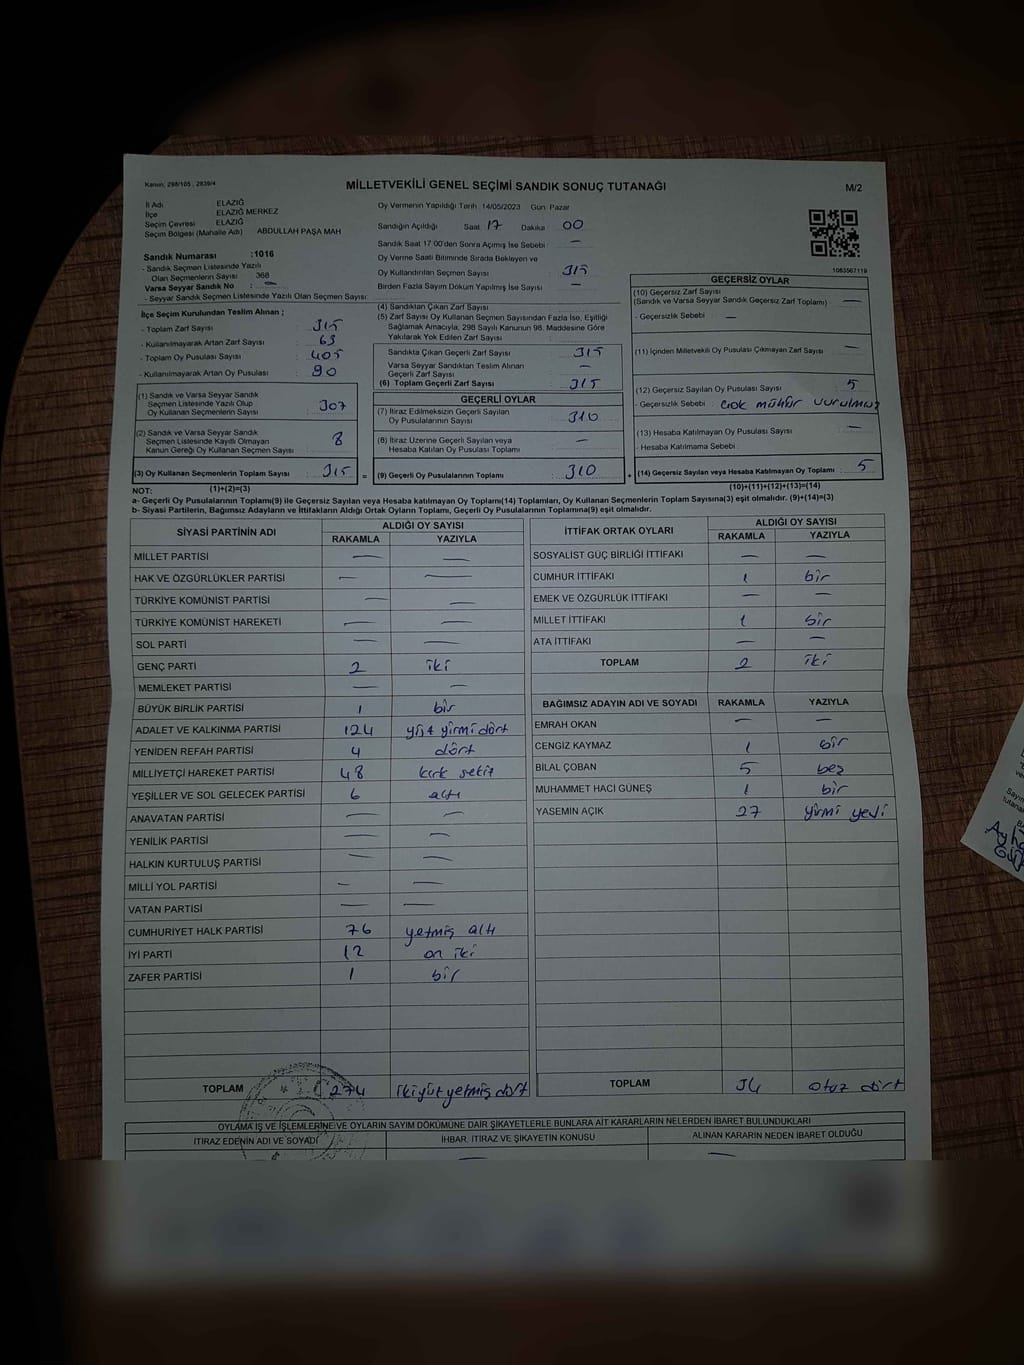 Kanun; 298/105 , 2839/4
MİLLETVEKİLİ GENEL SEÇİMİ SANDIK SONUÇ TUTANAĞI
M/2
İl Adı ELAZIĞ
İlçe ELAZIĞ MERKEZ
Seçim Çevresi ELAZIĞ
Seçim Bölgesi (Mahalle Adı) ABDULLAH PAŞA MAH
Sandık Numarası :1016
- Sandık Seçmen Listesinde Yazılı
Olan Seçmenlerin Sayısı 368
Varsa Seyyar Sandık No : —
- Seyyar Sandık Seçmen Listesinde Yazılı Olan Seçmen Sayısı:
İlçe Seçim Kurulundan Teslim Alınan ;
- Toplam Zarf Sayısı : 315
- Kullanılmayarak Artan Zarf Sayısı : 63
- Toplam Oy Pusulası Sayısı : 405
- Kullanılmayarak Artan Oy Pusulası : 90
(1) Sandık ve Varsa Seyyar Sandık
Seçmen Listesinde Yazılı Olup
Oy Kullanan Seçmenlerin Sayısı : 307
(2) Sandık ve Varsa Seyyar Sandık
Seçmen Listesinde Kayıtlı Olmayan
Kanun Gereği Oy Kullanan Seçmen Sayısı : 8
(3) Oy Kullanan Seçmenlerin Toplam Sayısı : 315 =
Oy Vermenin Yapıldığı Tarih 14/05/2023 Gün Pazar
Sandığın Açıldığı Saat 17 Dakika 00
Sandık Saat 17 00'den Sonra Açımış İse Sebebi : —
Oy Verme Saati Bitiminde Sırada Bekleyen ve
Oy Kullandırılan Seçmen Sayısı : 315
Birden Fazla Sayım Döküm Yapılmış İse Sayısı : —
(4) Sandıktan Çıkan Zarf Sayısı
(5) Zarf Sayısı Oy Kullanan Seçmen Sayısından Fazla İse, Eşitliği
Sağlamak Amacıyla, 298 Sayılı Kanunun 98. Maddesine Göre
Yakılarak Yok Edilen Zarf Sayısı :
Sandıkta Çıkan Geçerli Zarf Sayısı : 315
Varsa Seyyar Sandıktan Teslim Alınan
Geçerli Zarf Sayısı : —
(6) Toplam Geçerli Zarf Sayısı : 315
GEÇERLİ OYLAR
(7) İtiraz Edilmeksizin Geçerli Sayılan
Oy Pusulalarının Sayısı : 310
(8) İtiraz Üzerine Geçerli Sayılan veya
Hesaba Katılan Oy Pusulası Toplamı : —
(9) Geçerli Oy Pusulalarının Toplamı : 310 +
1083567119
GEÇERSİZ OYLAR
(10) Geçersiz Zarf Sayısı
(Sandık ve Varsa Seyyar Sandık Geçersiz Zarf Toplamı) : —
- Geçersizlik Sebebi : —
(11) İçinden Milletvekili Oy Pusulası Çıkmayan Zarf Sayısı : —
(12) Geçersiz Sayılan Oy Pusulası Sayısı : 5
- Geçersizlik Sebebi : çok mühür vurulmuş
(13) Hesaba Katılmayan Oy Pusulası Sayısı : —
- Hesaba Katılmama Sebebi :
(14) Geçersiz Sayılan veya Hesaba Katılmayan Oy Toplamı : 5
NOT: (1)+(2)=(3) (10)+(11)+(12)+(13)=(14)
a- Geçerli Oy Pusulalarının Toplamı(9) ile Geçersiz Sayılan veya Hesaba katılmayan Oy Toplamı(14) Toplamları, Oy Kullanan Seçmenlerin Toplam Sayısına(3) eşit olmalıdır. (9)+(14)=(3)
b- Siyasi Partilerin, Bağımsız Adayların ve İttifakların Aldığı Ortak Oyların Toplamı, Geçerli Oy Pusulalarının Toplamına(9) eşit olmalıdır.
SİYASİ PARTİNİN ADI ALDIĞI OY SAYISI
RAKAMLA YAZIYLA
MİLLET PARTİSİ — —
HAK VE ÖZGÜRLÜKLER PARTİSİ — —
TÜRKİYE KOMÜNİST PARTİSİ — —
TÜRKİYE KOMÜNİST HAREKETİ — —
SOL PARTİ — —
GENÇ PARTİ 2 iki
MEMLEKET PARTİSİ — —
BÜYÜK BİRLİK PARTİSİ 1 bir
ADALET VE KALKINMA PARTİSİ 124 yirmi dört
YENİDEN REFAH PARTİSİ 4 dört
MİLLİYETÇİ HAREKET PARTİSİ 48 kırk sekiz
YEŞİLLER VE SOL GELECEK PARTİSİ 6 altı
ANAVATAN PARTİSİ — —
YENİLİK PARTİSİ — —
HALKIN KURTULUŞ PARTİSİ — —
MİLLİ YOL PARTİSİ — —
VATAN PARTİSİ — —
CUMHURİYET HALK PARTİSİ 76 yetmiş altı
İYİ PARTİ 12 on iki
ZAFER PARTİSİ 1 bir
TOPLAM 274 ikiyüz yetmiş dört
İTTİFAK ORTAK OYLARI ALDIĞI OY SAYISI
RAKAMLA YAZIYLA
SOSYALİST GÜÇ BİRLİĞİ İTTİFAKI — —
CUMHUR İTTİFAKI 1 bir
EMEK VE ÖZGÜRLÜK İTTİFAKI — —
MİLLET İTTİFAKI 1 bir
ATA İTTİFAKI — —
TOPLAM 2 iki
BAĞIMSIZ ADAYIN ADI VE SOYADI RAKAMLA YAZIYLA
EMRAH OKAN — —
CENGİZ KAYMAZ 1 bir
BİLAL ÇOBAN 5 beş
MUHAMMET HACI GÜNEŞ 1 bir
YASEMİN AÇIK 27 yirmi yedi
TOPLAM 34 otuz dört
OYLAMA İŞ VE İŞLEMLERİNE VE OYLARIN SAYIM DÖKÜMÜNE DAİR ŞİKAYETLERLE BUNLARA AİT KARARLARIN NELERDEN İBARET BULUNDUKLARI
İTİRAZ EDENİN ADI VE SOYADI İHBAR, İTİRAZ VE ŞİKAYETİN KONUSU ALINAN KARARIN NEDEN İBARET OLDUĞU
— —